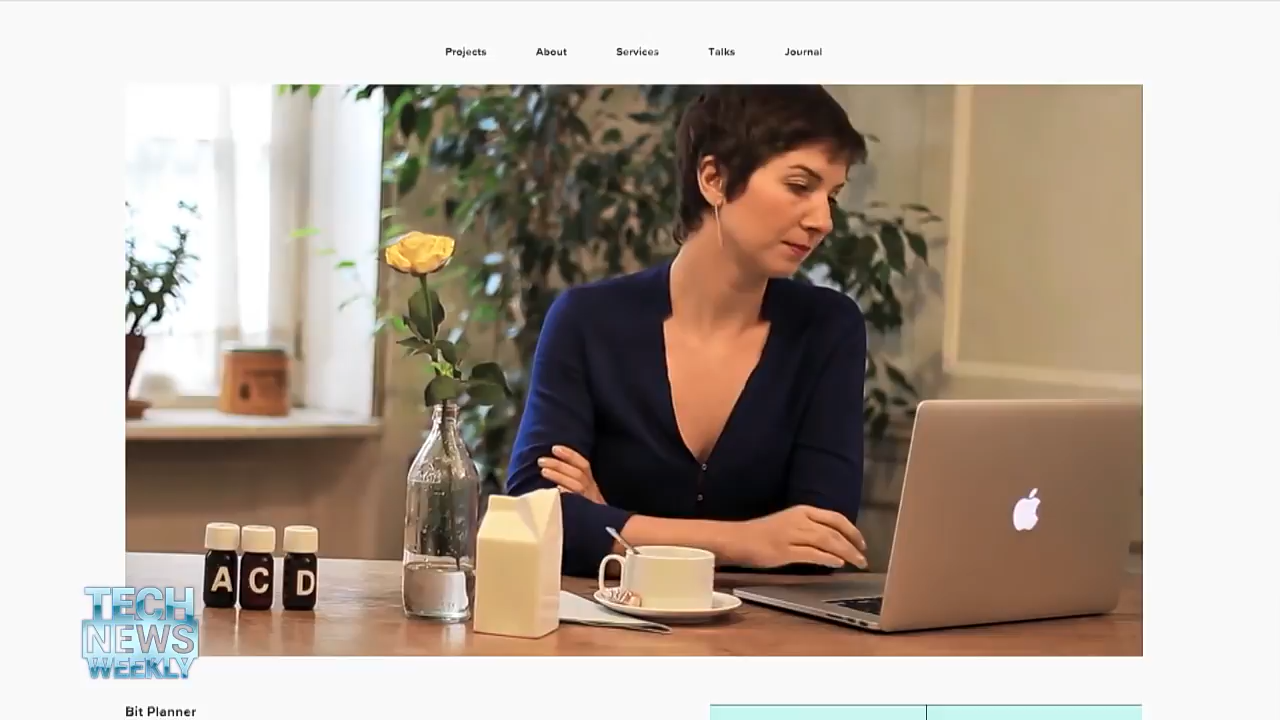 Projects About Services Talks Journal
A C D
TECH
NEWS
WEEKLY
Bit Planner